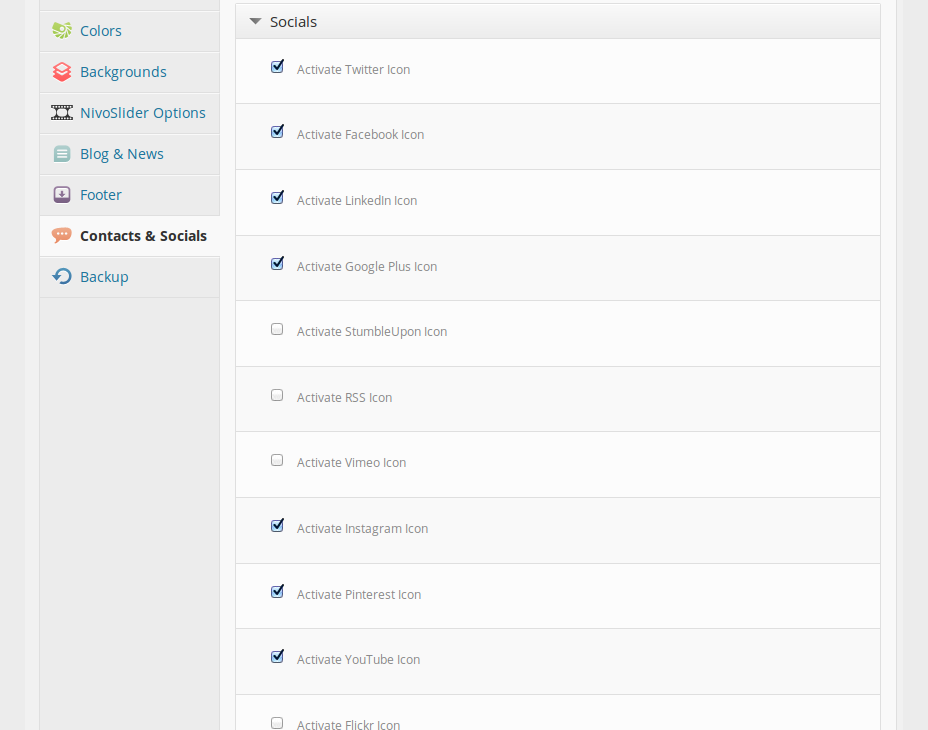 Colors
Backgrounds
NivoSlider Options
Blog & News
Footer
Contacts & Socials
Backup
Socials
Activate Twitter Icon
Activate Facebook Icon
Activate LinkedIn Icon
Activate Google Plus Icon
Activate StumbleUpon Icon
Activate RSS Icon
Activate Vimeo Icon
Activate Instagram Icon
Activate Pinterest Icon
Activate YouTube Icon
Activate Flickr Icon